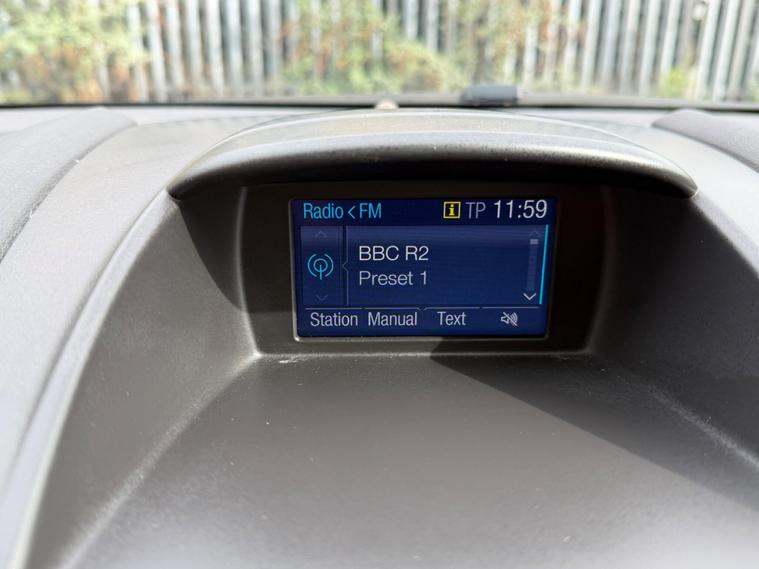 Radio < FM i TP 11:59
BBC R2
Preset 1
Station Manual Text